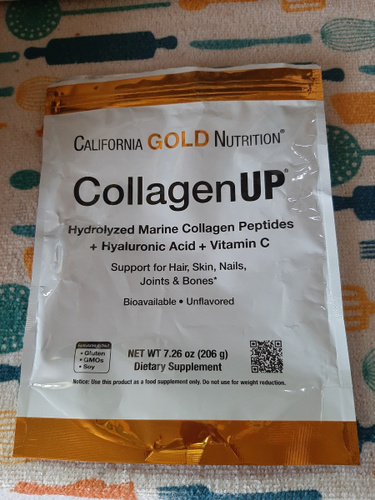 CALIFORNIA GOLD NUTRITION®
CollagenUP®
Hydrolyzed Marine Collagen Peptides
+ Hyaluronic Acid + Vitamin C
Support for Hair, Skin, Nails,
Joints & Bones*
Bioavailable • Unflavored
• Gluten
• GMOs
• Soy
NET WT 7.26 oz (206 g)
Dietary Supplement
Notice: Use this product as a food supplement only. Do not use for weight reduction.